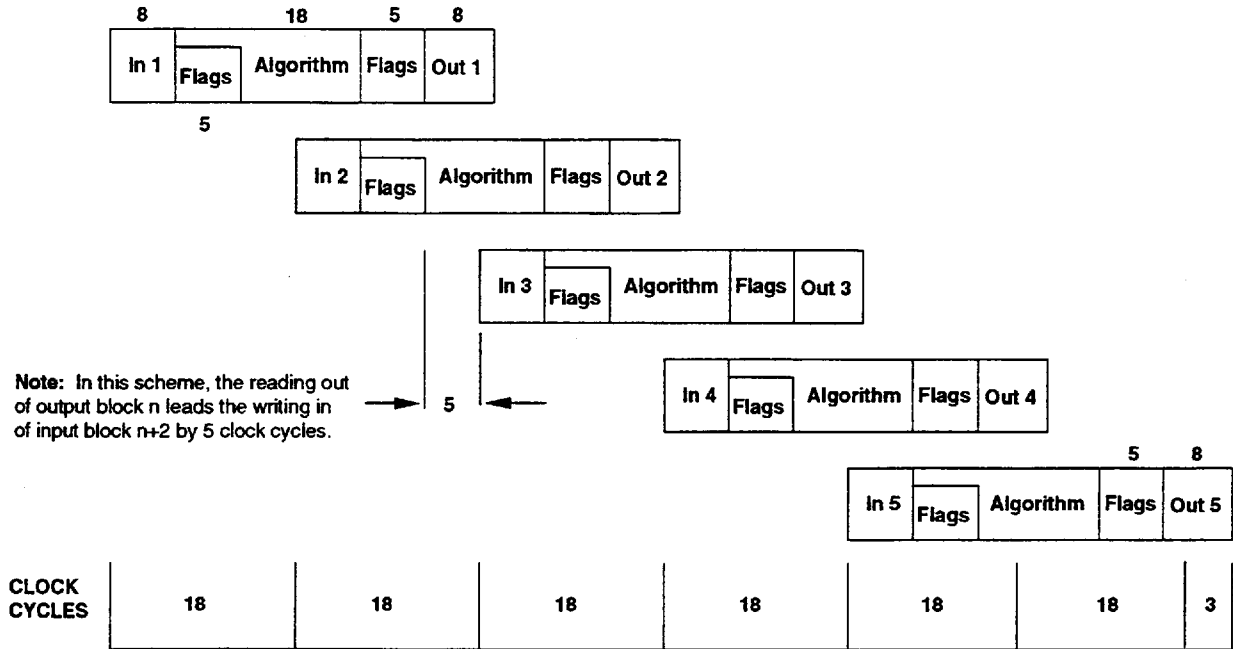 8 18 5 8
In 1 Flags Algorithm Flags Out 1
5
In 2 Flags Algorithm Flags Out 2
In 3 Flags Algorithm Flags Out 3
Note: In this scheme, the reading out
of output block n leads the writing in
of input block n+2 by 5 clock cycles.
5
In 4 Flags Algorithm Flags Out 4
5 8
In 5 Flags Algorithm Flags Out 5
CLOCK
CYCLES
18 18 18 18 18 18 3